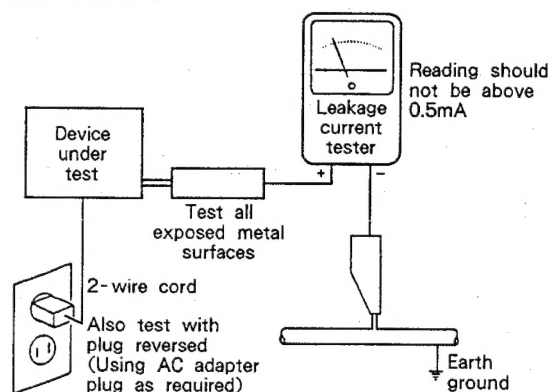 Device
under
test
Leakage
current
tester
Reading should
not be above
0.5mA
+ −
Test all
exposed metal
surfaces
2-wire cord
Also test with
plug reversed
(Using AC adapter
plug as required)
Earth
ground